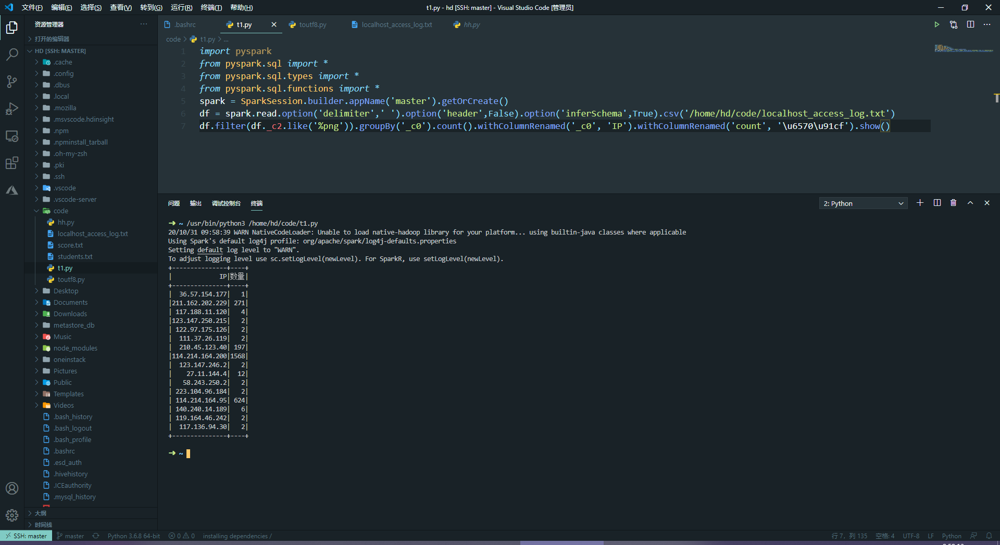 文件(F) 编辑(E) 选择(S) 查看(V) 转到(G) 运行(R) 终端(T) 帮助(H)
t1.py - hd [SSH: master] - Visual Studio Code [管理员]
资源管理器
打开的编辑器
HD [SSH: MASTER]
.cache
.config
.dbus
.local
.mozilla
.msvscode.hdinsight
.npm
.npminstall_tarball
.oh-my-zsh
.pki
.ssh
.vscode
.vscode-server
code
hh.py
localhost_access_log.txt
score.txt
students.txt
t1.py
toutf8.py
Desktop
Documents
Downloads
metastore_db
Music
node_modules
oneinstack
Pictures
Public
Templates
Videos
.bash_history
.bash_logout
.bash_profile
.bashrc
.esd_auth
.hivehistory
.ICEauthority
.mysql_history
大纲
时间线
.bashrc t1.py toutf8.py localhost_access_log.txt hh.py
code > t1.py > ...
1 import pyspark
2 from pyspark.sql import *
3 from pyspark.sql.types import *
4 from pyspark.sql.functions import *
5 spark = SparkSession.builder.appName('master').getOrCreate()
6 df = spark.read.option('delimiter',' ').option('header',False).option('inferSchema',True).csv('/home/hd/code/localhost_access_log.txt')
7 df.filter(df._c2.like('%png')).groupBy('_c0').count().withColumnRenamed('_c0', 'IP').withColumnRenamed('count', '\u6570\u91cf').show()
问题 输出 调试控制台 终端
2: Python
➜ ~ /usr/bin/python3 /home/hd/code/t1.py
20/10/31 09:58:39 WARN NativeCodeLoader: Unable to load native-hadoop library for your platform... using builtin-java classes where applicable
Using Spark's default log4j profile: org/apache/spark/log4j-defaults.properties
Setting default log level to "WARN".
To adjust logging level use sc.setLogLevel(newLevel). For SparkR, use setLogLevel(newLevel).
+---------------+----+
|             IP|数量|
+---------------+----+
|  36.57.154.177|   1|
|211.162.202.229| 271|
| 117.188.11.120|   4|
|123.147.250.215|   2|
| 122.97.175.126|   2|
|  111.37.26.119|   2|
|  210.45.123.40| 197|
|114.214.164.200|1568|
|  123.147.246.2|   2|
|    27.11.144.4|  12|
|   58.243.250.2|   2|
| 223.104.96.184|   2|
| 114.214.164.95| 624|
| 140.240.14.189|   6|
| 119.164.46.242|   2|
|  117.136.94.30|   2|
+---------------+----+
➜ ~
SSH: master master Python 3.6.8 64-bit 0 0 installing dependencies /
行 7，列 135 空格: 4 UTF-8 LF Python